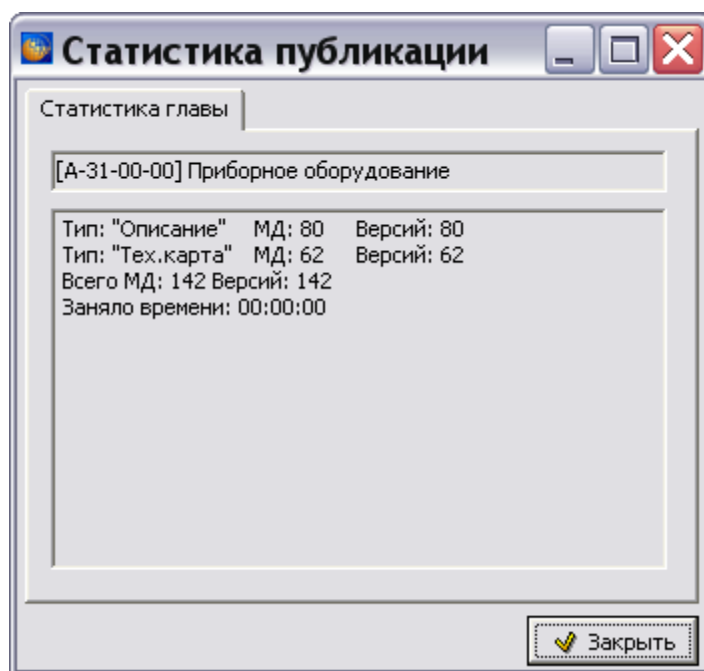 Статистика публикации
Статистика главы
[А-31-00-00] Приборное оборудование
Тип: "Описание" МД: 80 Версий: 80
Тип: "Тех.карта" МД: 62 Версий: 62
Всего МД: 142 Версий: 142
Заняло времени: 00:00:00
Закрыть